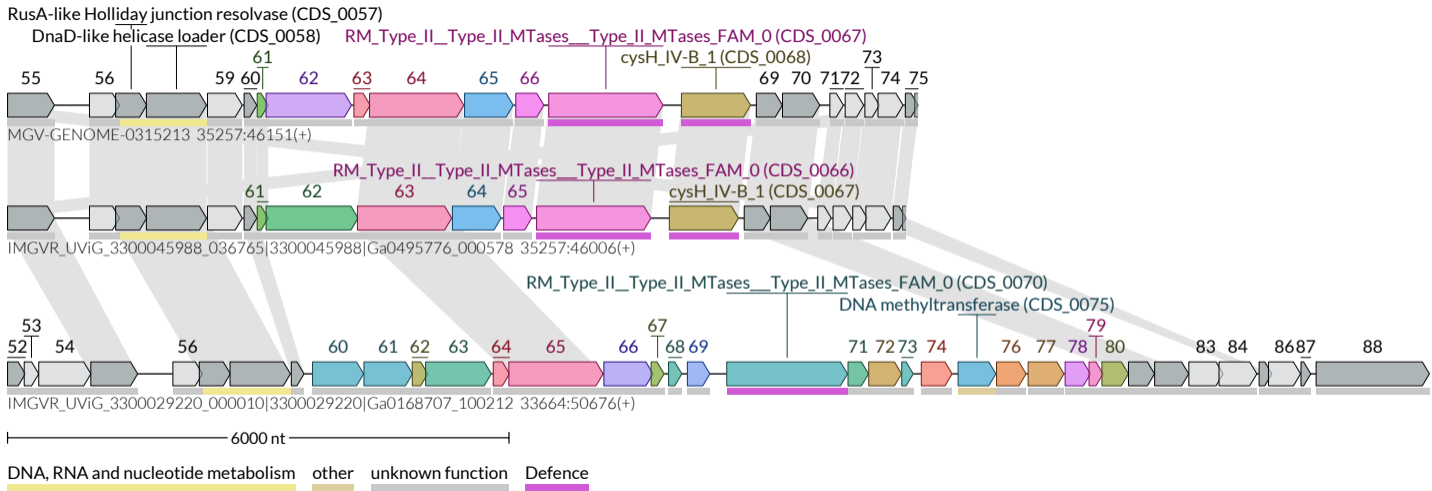 RusA-like Holliday junction resolvase (CDS_0057)
DnaD-like helicase loader (CDS_0058) RM_Type_II__Type_II_MTases___Type_II_MTases_FAM_0 (CDS_0067)
61 cysH_IV-B_1 (CDS_0068) 73
55 56 59 60 62 63 64 65 66 69 70 71 72 74 75
MGV-GENOME-0315213 35257:46151(+)
RM_Type_II__Type_II_MTases___Type_II_MTases_FAM_0 (CDS_0066)
61 62 63 64 65 cysH_IV-B_1 (CDS_0067)
IMGVR_UViG_3300045988_036765|3300045988|Ga0495776_000578 35257:46006(+)
RM_Type_II__Type_II_MTases___Type_II_MTases_FAM_0 (CDS_0070)
DNA methyltransferase (CDS_0075)
53 67 79
52 54 56 60 61 62 63 64 65 66 68 69 71 72 73 74 76 77 78 80 83 84 86 87 88
IMGVR_UViG_3300029220_000010|3300029220|Ga0168707_100212 33664:50676(+)
6000 nt
DNA, RNA and nucleotide metabolism other unknown function Defence